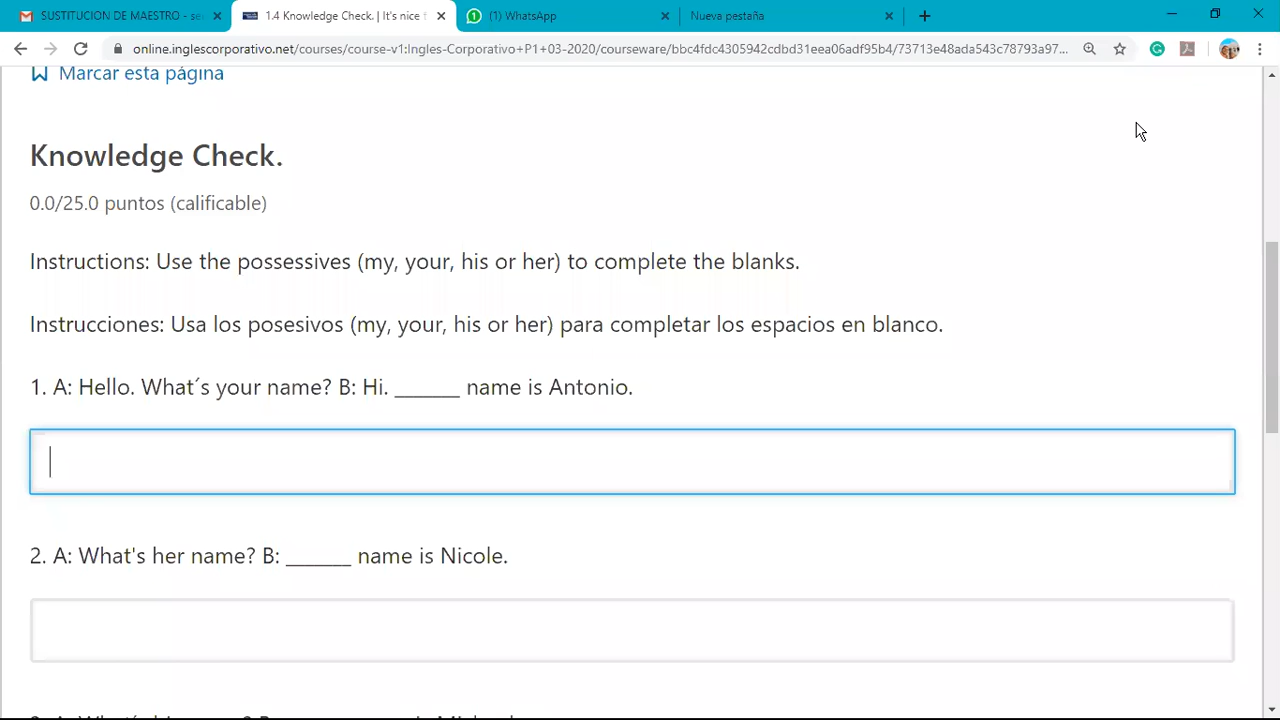 SUSTITUCION DE MAESTRO - se
1.4 Knowledge Check. | It's nice t
(1) WhatsApp
Nueva pestaña
online.inglescorporativo.net/courses/course-v1:Ingles-Corporativo+P1+03-2020/courseware/bbc4fdc4305942cdbd31eea06adf95b4/73713e48ada543c78793a97...
Marcar esta página
Knowledge Check.
0.0/25.0 puntos (calificable)
Instructions: Use the possessives (my, your, his or her) to complete the blanks.
Instrucciones: Usa los posesivos (my, your, his or her) para completar los espacios en blanco.
1. A: Hello. What´s your name? B: Hi. ______ name is Antonio.
2. A: What's her name? B: ______ name is Nicole.